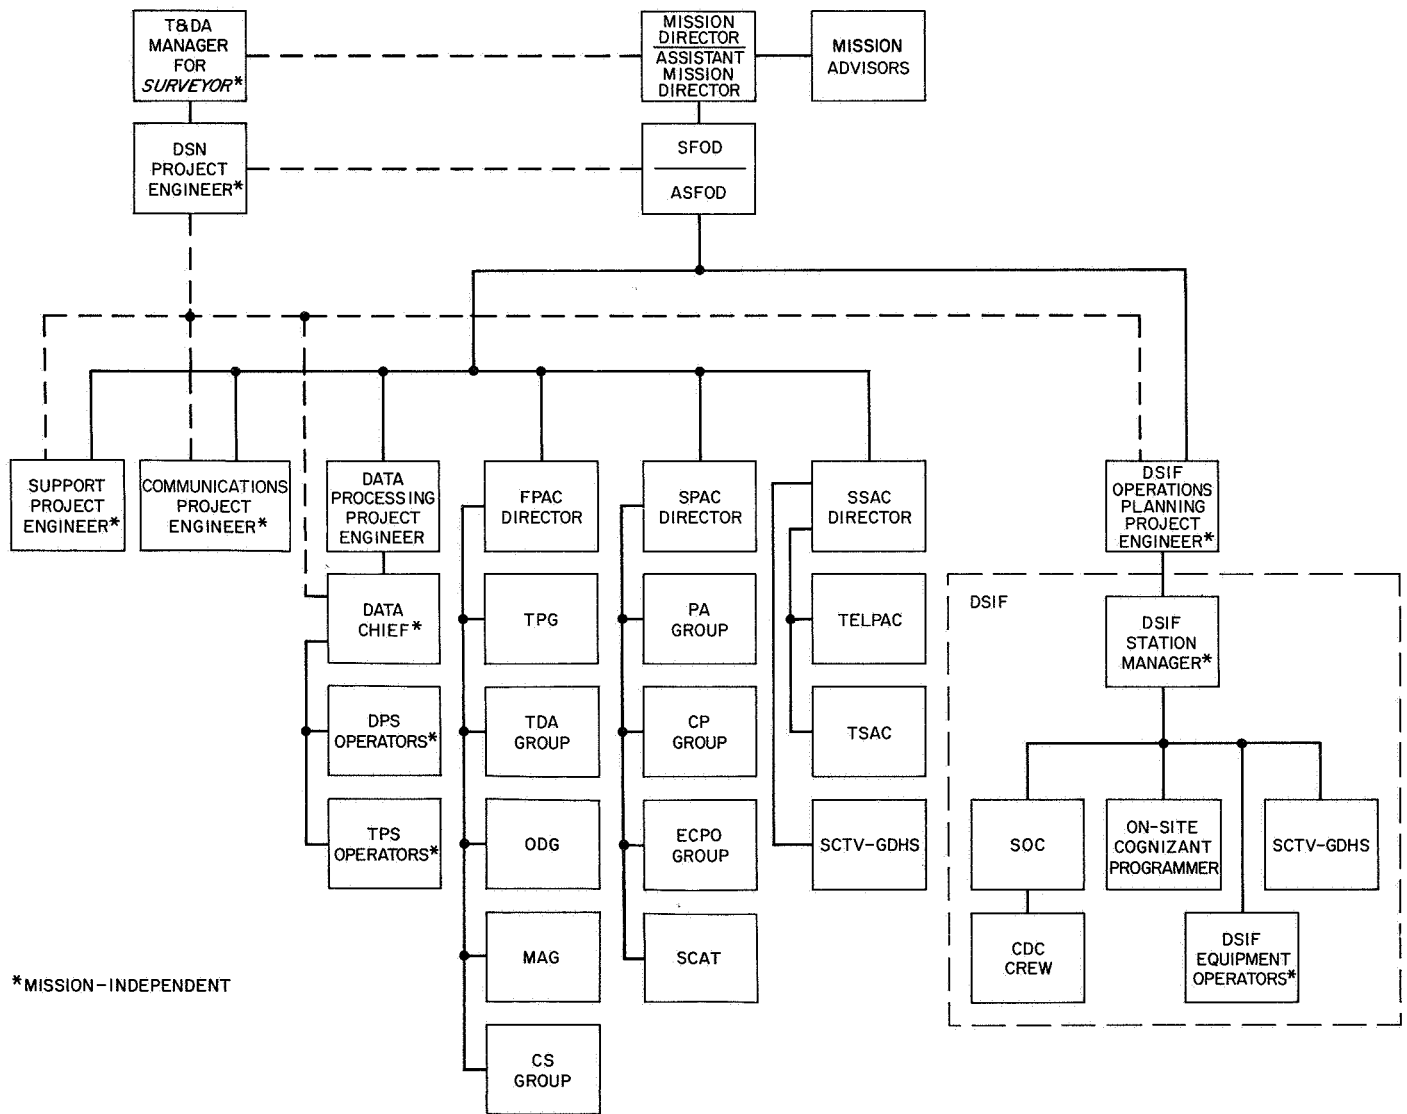 T&DA
MANAGER
FOR
SURVEYOR*
MISSION
DIRECTOR
ASSISTANT
MISSION
DIRECTOR
MISSION
ADVISORS
DSN
PROJECT
ENGINEER*
SFOD
ASFOD
SUPPORT
PROJECT
ENGINEER*
COMMUNICATIONS
PROJECT
ENGINEER*
DATA
PROCESSING
PROJECT
ENGINEER
FPAC
DIRECTOR
SPAC
DIRECTOR
SSAC
DIRECTOR
DSIF
OPERATIONS
PLANNING
PROJECT
ENGINEER*
DATA
CHIEF*
TPG
PA
GROUP
TELPAC
DSIF
DSIF
STATION
MANAGER*
DPS
OPERATORS*
TDA
GROUP
CP
GROUP
TSAC
TPS
OPERATORS*
ODG
ECPO
GROUP
SCTV-GDHS
SOC
ON-SITE
COGNIZANT
PROGRAMMER
SCTV-GDHS
MAG
SCAT
CDC
CREW
DSIF
EQUIPMENT
OPERATORS*
*MISSION-INDEPENDENT
CS
GROUP